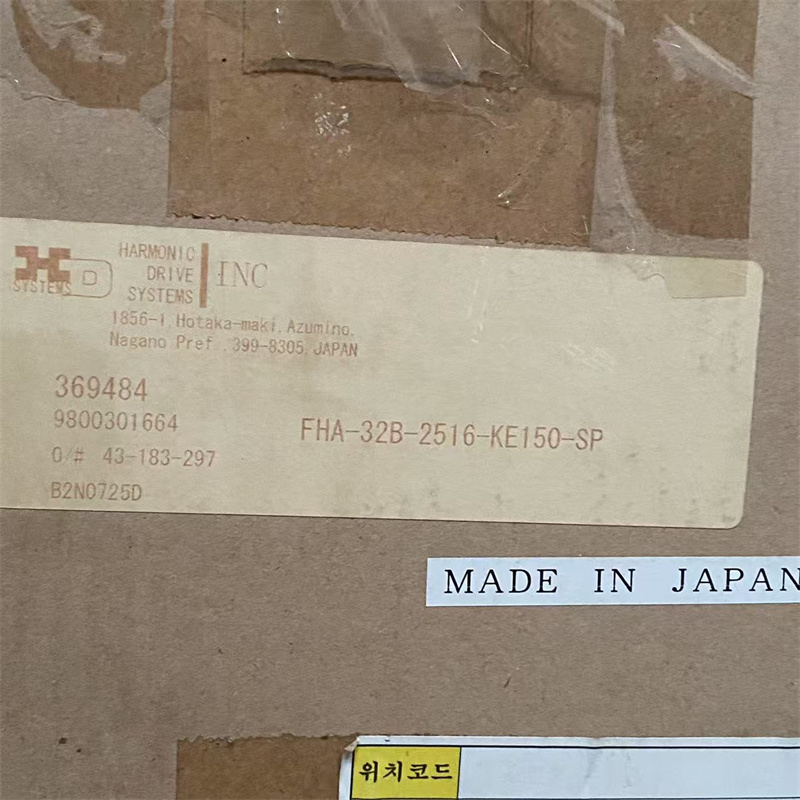 HARMONIC
DRIVE
SYSTEMS
INC
SYSTEMS
D
1856-1, Hotaka-maki, Azumino,
Nagano Pref., 399-8305, JAPAN
369484
9800301664
FHA-32B-2516-KE150-SP
O/# 43-183-297
B2N0725D
MADE IN JAPAN
위치코드